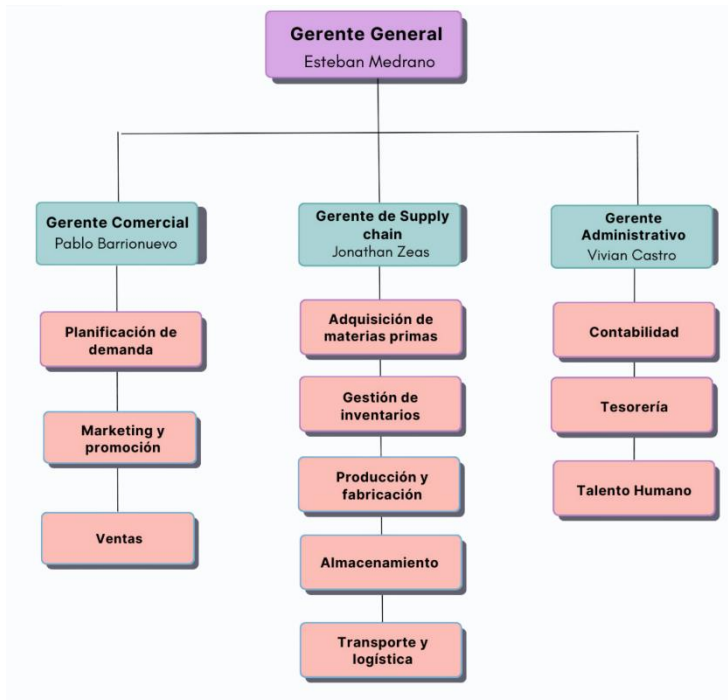 Gerente General
Esteban Medrano
Gerente Comercial
Pablo Barrionuevo
Planificación de
demanda
Marketing y
promoción
Ventas
Gerente de Supply
chain
Jonathan Zeas
Adquisición de
materias primas
Gestión de
inventarios
Producción y
fabricación
Almacenamiento
Transporte y
logística
Gerente
Administrativo
Vivian Castro
Contabilidad
Tesorería
Talento Humano